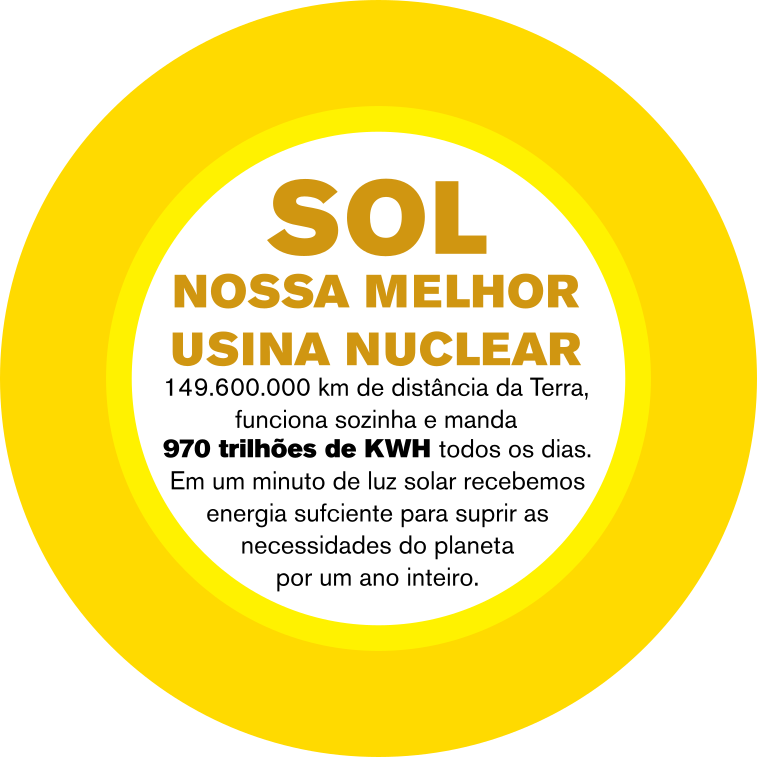 SOL
NOSSA MELHOR
USINA NUCLEAR
149.600.000 km de distância da Terra,
funciona sozinha e manda
970 trilhões de KWH todos os dias.
Em um minuto de luz solar recebemos
energia sufciente para suprir as
necessidades do planeta
por um ano inteiro.